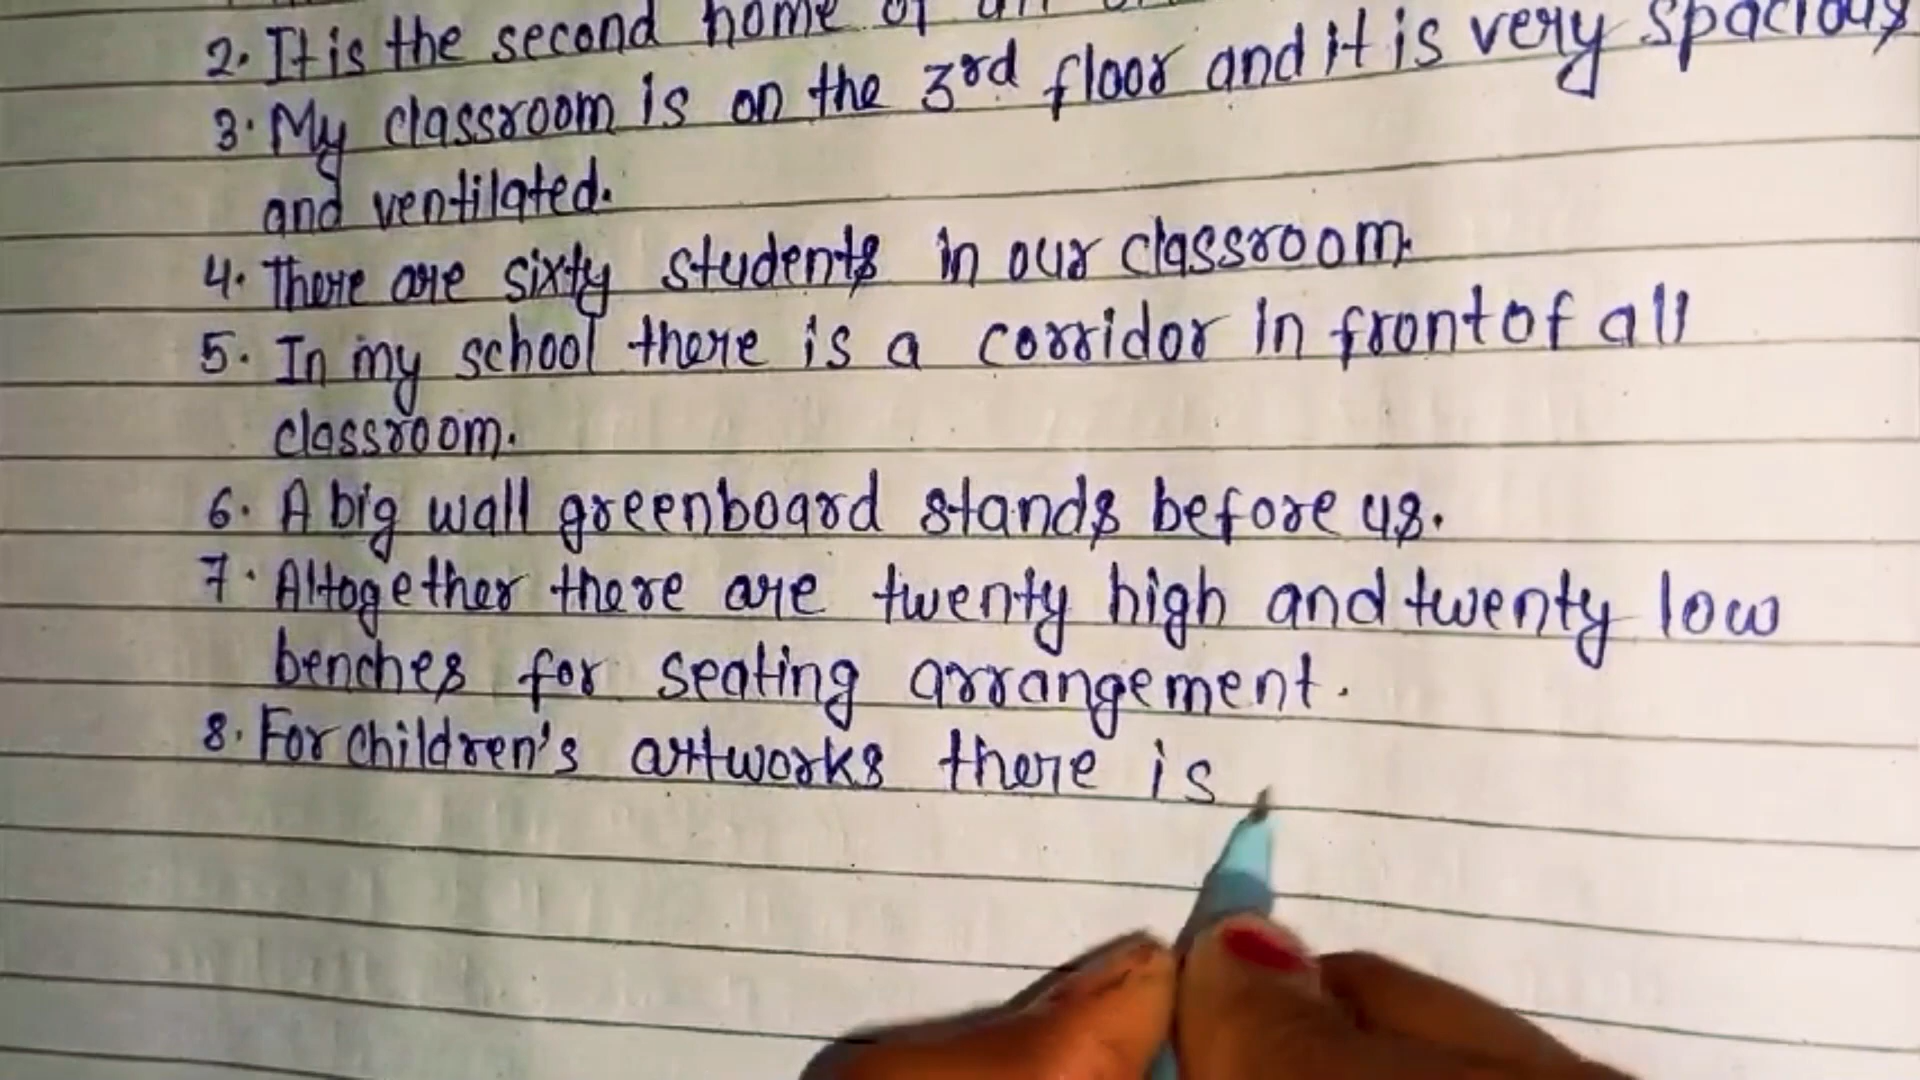 2. It is the second home of all
3. My classroom is on the 3rd floor and it is very spacious
and ventilated.
4. There are sixty students in our classroom.
5. In my school there is a corridor in front of all
classroom.
6. A big wall greenboard stands before us.
7. Altogether there are twenty high and twenty low
benches for seating arrangement.
8. For children's artworks there is